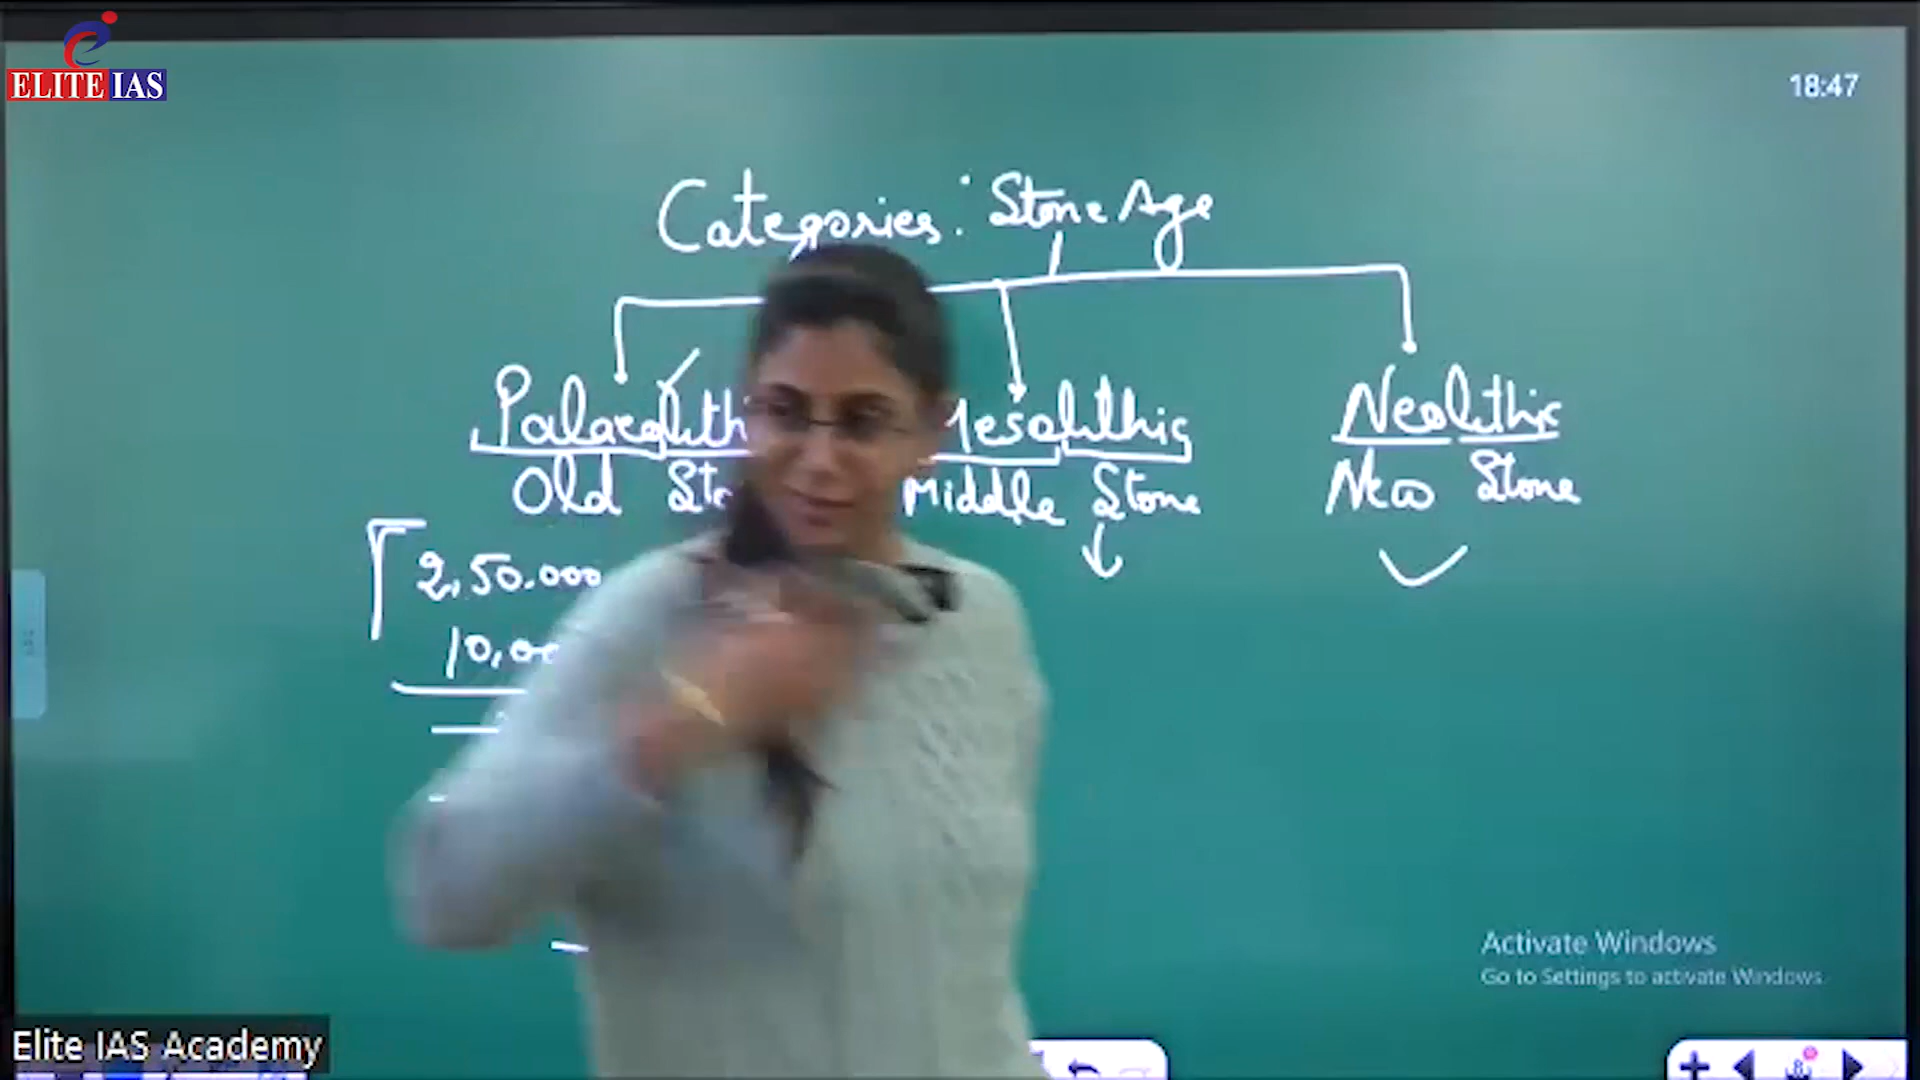 ELITE IAS
18:47
Categories: Stone Age
Mesolithic Neolithic
Old Middle Stone New Stone
2,50.000
Activate Windows
Go to Settings to activate Windows
Elite IAS Academy